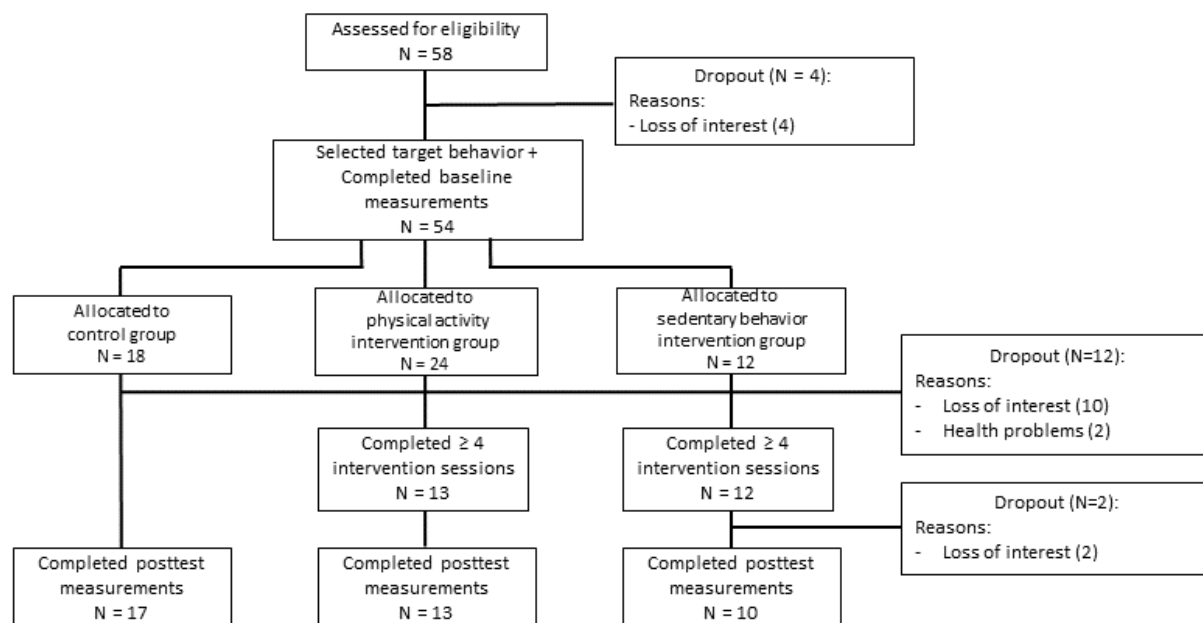 Assessed for eligibility
N = 58
Dropout (N = 4):
Reasons:
- Loss of interest (4)
Selected target behavior +
Completed baseline
measurements
N = 54
Allocated to
control group
N = 18
Allocated to
physical activity
intervention group
N = 24
Allocated to
sedentary behavior
intervention group
N = 12
Dropout (N=12):
Reasons:
- Loss of interest (10)
- Health problems (2)
Completed ≥ 4
intervention sessions
N = 13
Completed ≥ 4
intervention sessions
N = 12
Dropout (N=2):
Reasons:
- Loss of interest (2)
Completed posttest
measurements
N = 17
Completed posttest
measurements
N = 13
Completed posttest
measurements
N = 10